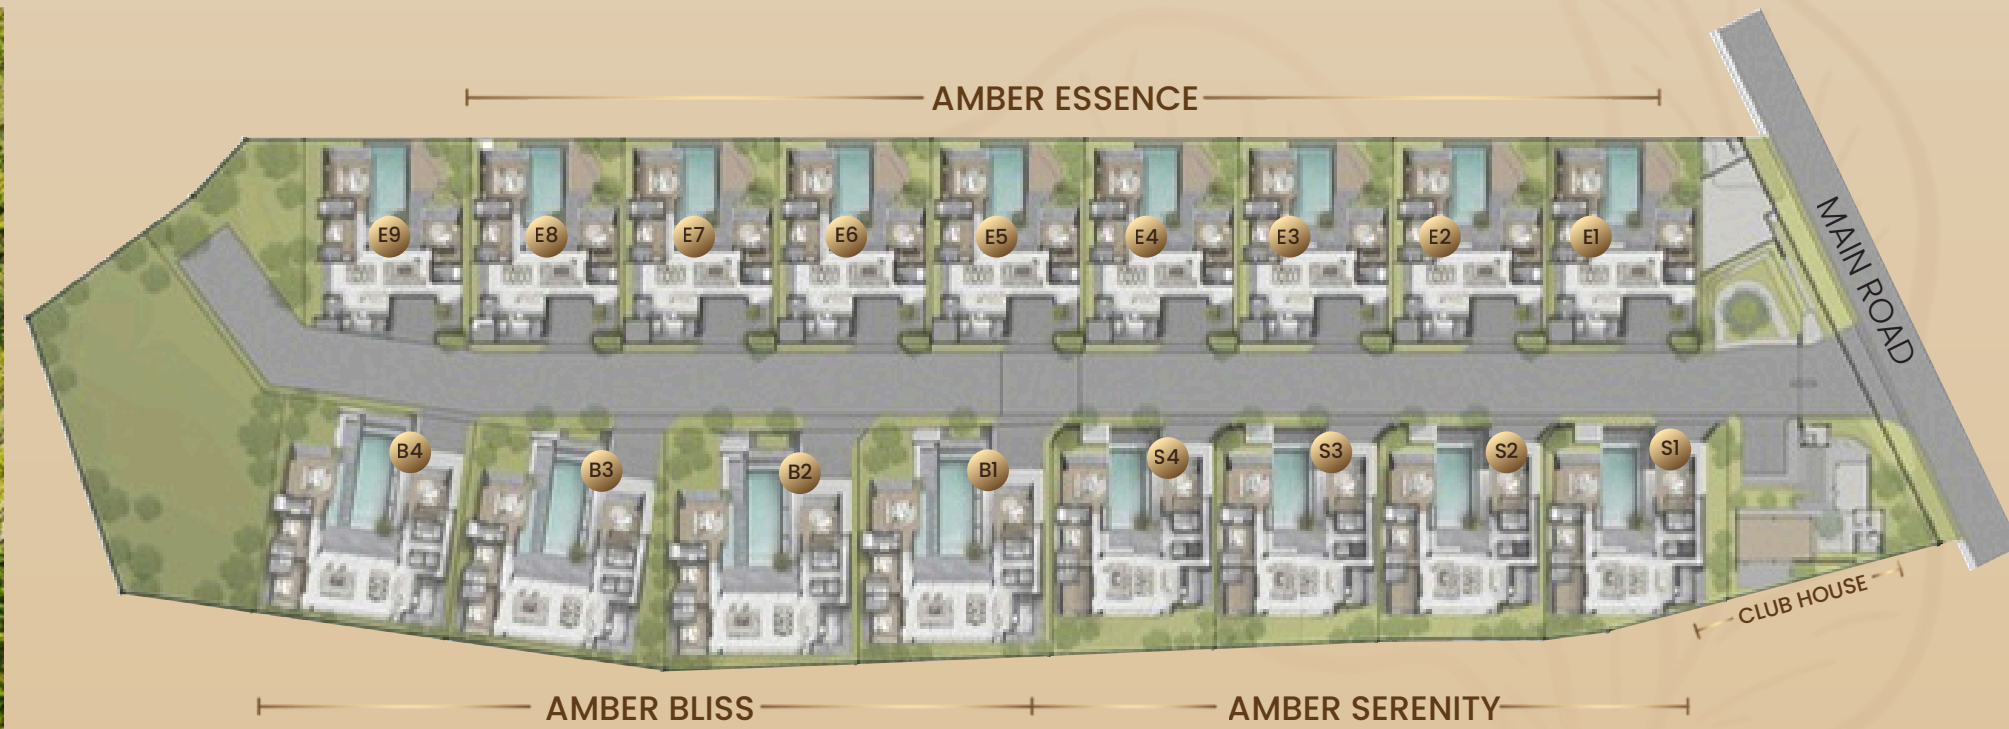 AMBER ESSENCE
MAIN ROAD
E9 E8 E7 E6 E5 E4 E3 E2 E1
B4 B3 B2 B1 S4 S3 S2 S1
CLUB HOUSE
AMBER BLISS AMBER SERENITY